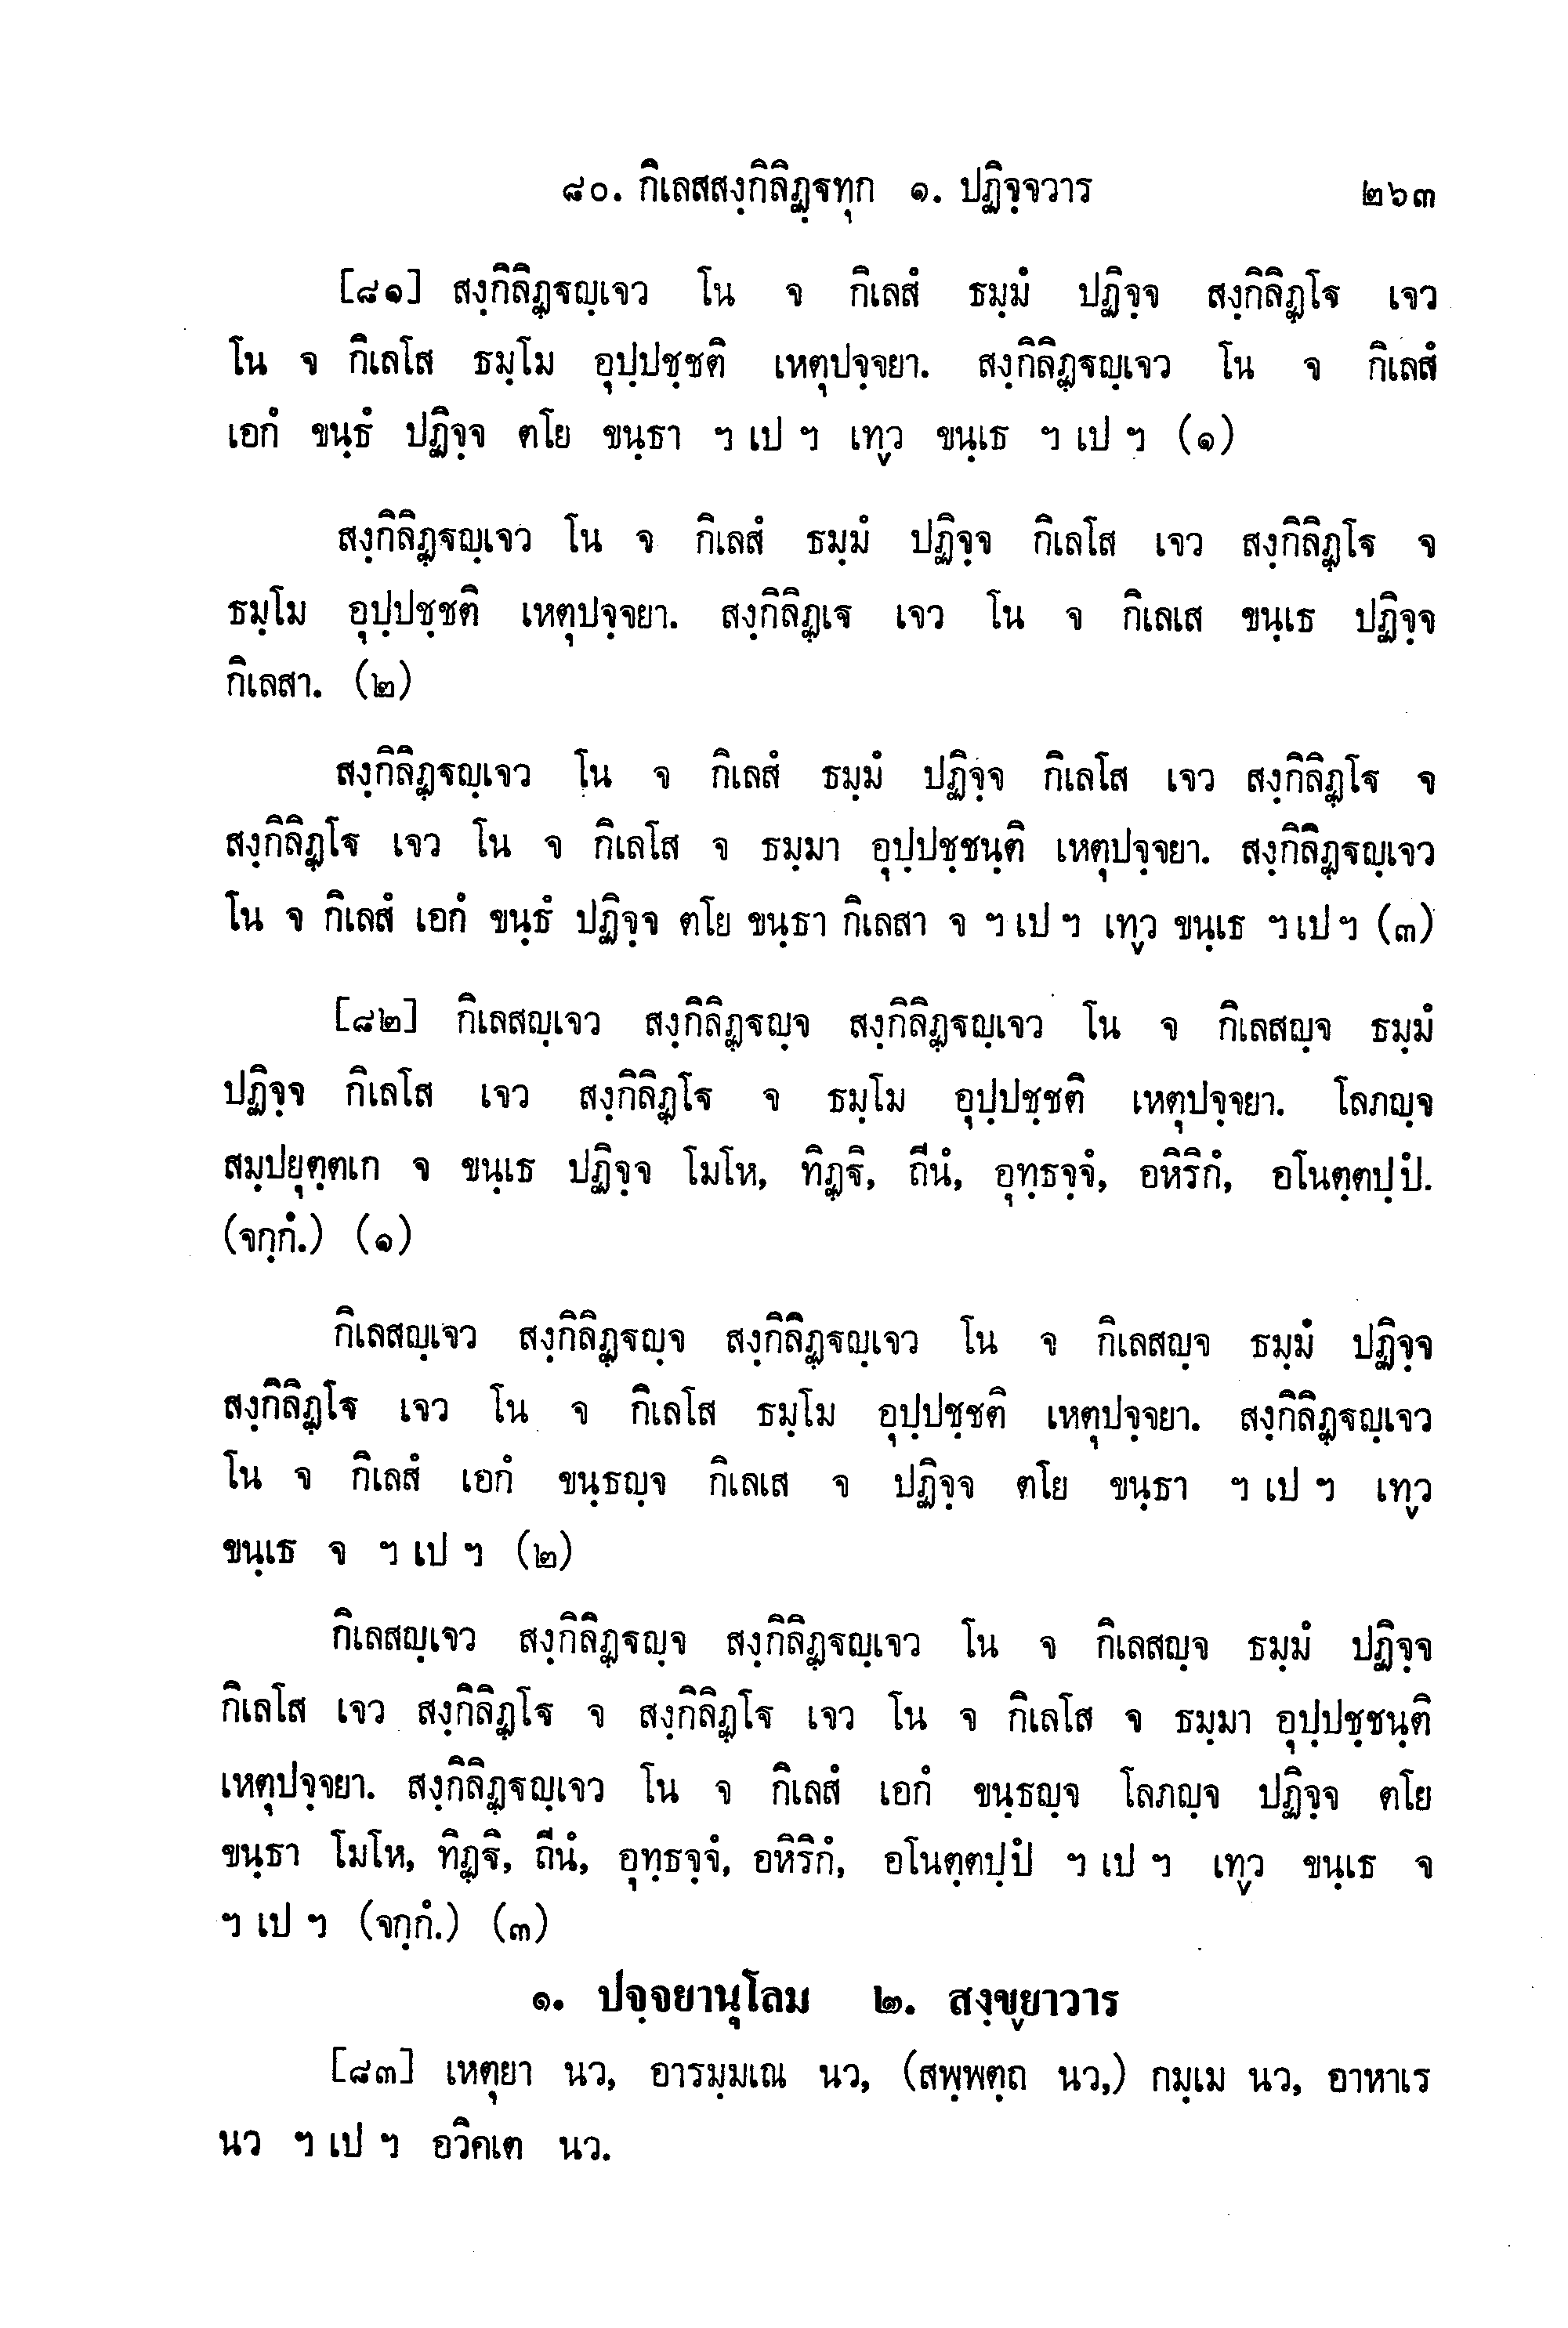 ๘๐. กิเลสสงฺกิลิฏฺฐทุก ๑. ปฏิจฺจวาร ๒๖๓
[๘๑] สงฺกิลิฏฺฐญฺเจว โน จ กิเลสํ ธมฺมํ ปฏิจฺจ สงฺกิลิฏฺโฐ เจว
โน จ กิเลโส ธมฺโม อุปฺปชฺชติ เหตุปจฺจยา. สงฺกิลิฏฺฐญฺเจว โน จ กิเลสํ
เอกํ ขนฺธํ ปฏิจฺจ ตโย ขนฺธา ฯ เป ฯ เทฺว ขนฺเธ ฯ เป ฯ (๑)
สงฺกิลิฏฺฐญฺเจว โน จ กิเลสํ ธมฺมํ ปฏิจฺจ กิเลโส เจว สงฺกิลิฏฺโฐ จ
ธมฺโม อุปฺปชฺชติ เหตุปจฺจยา. สงฺกิลิฏฺเฐ เจว โน จ กิเลเส ขนฺเธ ปฏิจฺจ
กิเลสา. (๒)
สงฺกิลิฏฺฐญฺเจว โน จ กิเลสํ ธมฺมํ ปฏิจฺจ กิเลโส เจว สงฺกิลิฏฺโฐ จ
สงฺกิลิฏฺโฐ เจว โน จ กิเลโส จ ธมฺมา อุปฺปชฺชนฺติ เหตุปจฺจยา. สงฺกิลิฏฺฐญฺเจว
โน จ กิเลสํ เอกํ ขนฺธํ ปฏิจฺจ ตโย ขนฺธา กิเลสา จ ฯ เป ฯ เทฺว ขนฺเธ ฯ เป ฯ (๓)
[๘๒] กิเลสญฺเจว สงฺกิลิฏฺฐญฺจ สงฺกิลิฏฺฐญฺเจว โน จ กิเลสญฺจ ธมฺมํ
ปฏิจฺจ กิเลโส เจว สงฺกิลิฏฺโฐ จ ธมฺโม อุปฺปชฺชติ เหตุปจฺจยา. โลภญฺจ
สมฺปยุตฺตเก จ ขนฺเธ ปฏิจฺจ โมโห, ทิฏฺฐิ, ถีนํ, อุทฺธจฺจํ, อหิริกํ, อโนตฺตปฺปํ.
(จกฺกํ.) (๑)
กิเลสญฺเจว สงฺกิลิฏฺฐญฺจ สงฺกิลิฏฺฐญฺเจว โน จ กิเลสญฺจ ธมฺมํ ปฏิจฺจ
สงฺกิลิฏฺโฐ เจว โน จ กิเลโส ธมฺโม อุปฺปชฺชติ เหตุปจฺจยา. สงฺกิลิฏฺฐญฺเจว
โน จ กิเลสํ เอกํ ขนฺธญฺจ กิเลเส จ ปฏิจฺจ ตโย ขนฺธา ฯ เป ฯ เทฺว
ขนฺเธ จ ฯ เป ฯ (๒)
กิเลสญฺเจว สงฺกิลิฏฺฐญฺจ สงฺกิลิฏฺฐญฺเจว โน จ กิเลสญฺจ ธมฺมํ ปฏิจฺจ
กิเลโส เจว สงฺกิลิฏฺโฐ จ สงฺกิลิฏฺโฐ เจว โน จ กิเลโส จ ธมฺมา อุปฺปชฺชนฺติ
เหตุปจฺจยา. สงฺกิลิฏฺฐญฺเจว โน จ กิเลสํ เอกํ ขนฺธญฺจ โลภญฺจ ปฏิจฺจ ตโย
ขนฺธา โมโห, ทิฏฺฐิ, ถีนํ, อุทฺธจฺจํ, อหิริกํ, อโนตฺตปฺปํ ฯ เป ฯ เทฺว ขนฺเธ จ
ฯ เป ฯ (จกฺกํ.) (๓)
๑. ปจฺจยานุโลม ๒. สงฺขฺยาวาร
[๘๓] เหตุยา นว, อารมฺมเณ นว, (สพฺพตฺถ นว,) กมฺเม นว, อาหาเร
นว ฯ เป ฯ อวิคเต นว.